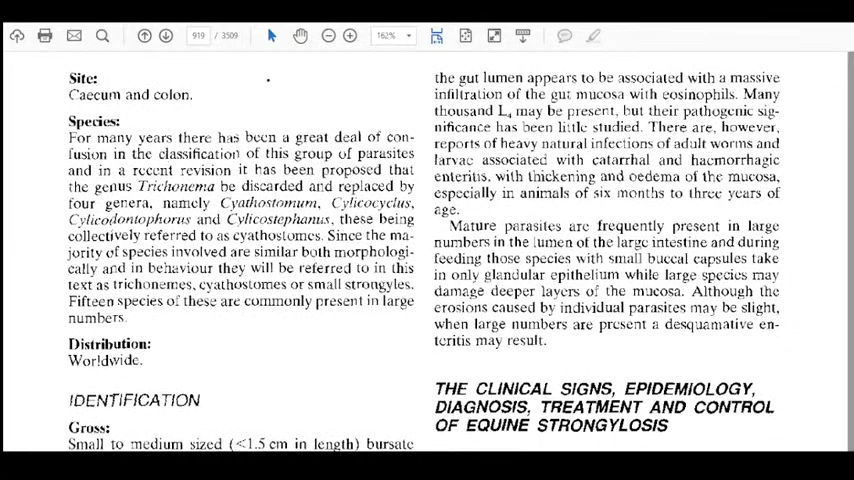 919 / 3509
162%
Site:
Caecum and colon.
Species:
For many years there has been a great deal of con-
fusion in the classification of this group of parasites
and in a recent revision it has been proposed that
the genus Trichonema be discarded and replaced by
four genera, namely Cyathostomum, Cylicocyclus,
Cylicodontophorus and Cylicostephanus, these being
collectively referred to as cyathostomes. Since the ma-
jority of species involved are similar both morphologi-
cally and in behaviour they will be referred to in this
text as trichonemes, cyathostomes or small strongyles.
Fifteen species of these are commonly present in large
numbers.
Distribution:
Worldwide.
IDENTIFICATION
Gross:
Small to medium sized (<1.5 cm in length) bursate
the gut lumen appears to be associated with a massive
infiltration of the gut mucosa with eosinophils. Many
thousand L4 may be present, but their pathogenic sig-
nificance has been little studied. There are, however,
reports of heavy natural infections of adult worms and
larvae associated with catarrhal and haemorrhagic
enteritis, with thickening and oedema of the mucosa,
especially in animals of six months to three years of
age.
Mature parasites are frequently present in large
numbers in the lumen of the large intestine and during
feeding those species with small buccal capsules take
in only glandular epithelium while large species may
damage deeper layers of the mucosa. Although the
erosions caused by individual parasites may be slight,
when large numbers are present a desquamative en-
teritis may result.
THE CLINICAL SIGNS, EPIDEMIOLOGY,
DIAGNOSIS, TREATMENT AND CONTROL
OF EQUINE STRONGYLOSIS